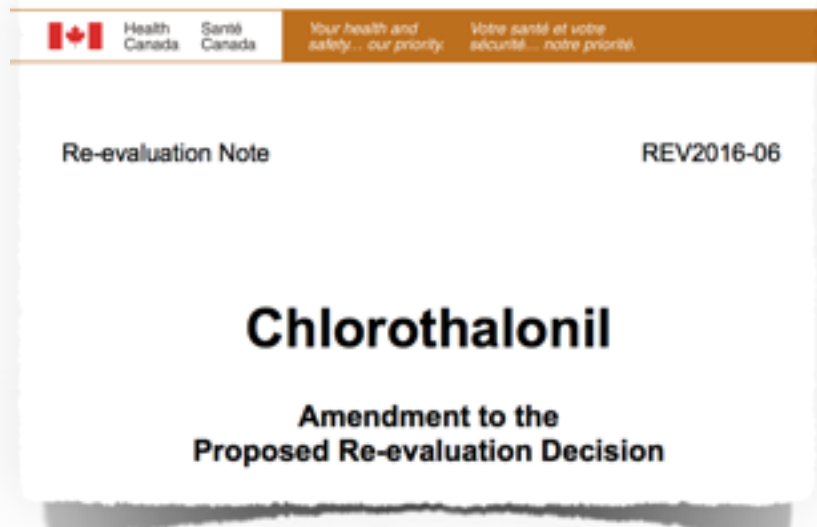 Health Canada
Santé Canada
Your health and safety... our priority.
Votre santé et votre sécurité... notre priorité.
Re-evaluation Note
REV2016-06
Chlorothalonil
Amendment to the
Proposed Re-evaluation Decision